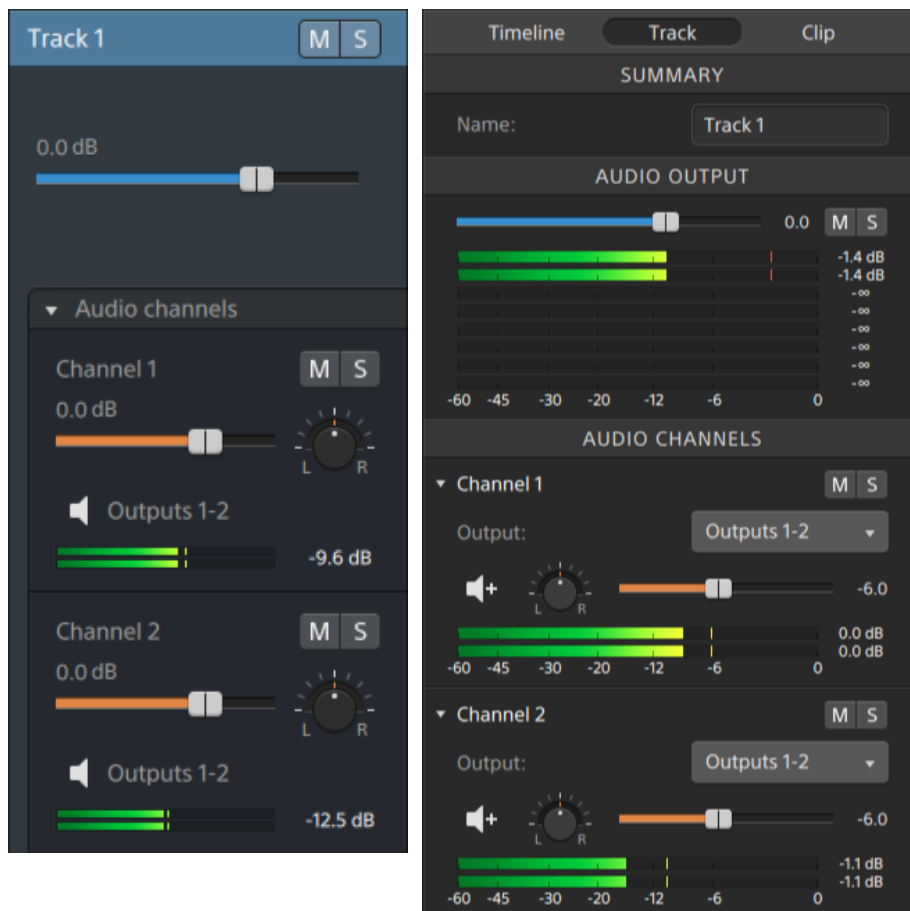 Track 1 M S
0.0 dB
Audio channels
Channel 1 M S
0.0 dB
L R
Outputs 1-2
-9.6 dB
Channel 2 M S
0.0 dB
L R
Outputs 1-2
-12.5 dB
Timeline Track Clip
SUMMARY
Name: Track 1
AUDIO OUTPUT
0.0 M S
-1.4 dB
-1.4 dB
-∞
-∞
-∞
-∞
-∞
-∞
-60 -45 -30 -20 -12 -6 0
AUDIO CHANNELS
Channel 1 M S
Output: Outputs 1-2
L R -6.0
0.0 dB
0.0 dB
-60 -45 -30 -20 -12 -6 0
Channel 2 M S
Output: Outputs 1-2
L R -6.0
-1.1 dB
-1.1 dB
-60 -45 -30 -20 -12 -6 0